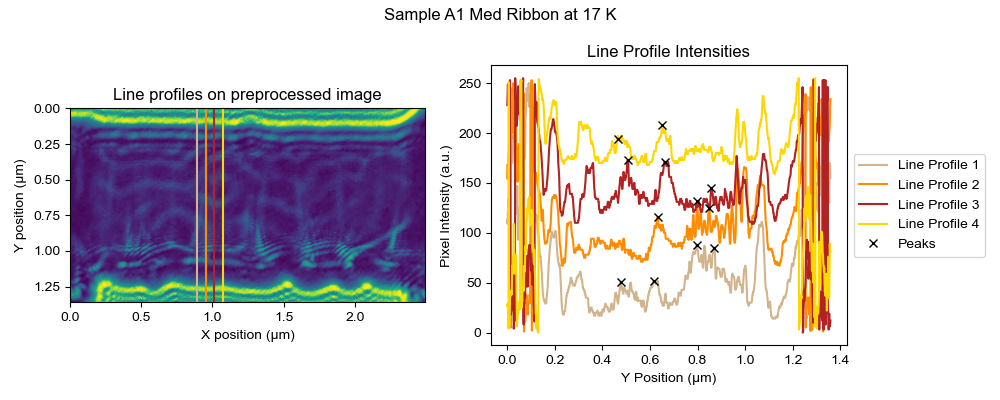 Sample A1 Med Ribbon at 17 K
Line profiles on preprocessed image
0.00
0.25
0.50
0.75
1.00
1.25
Y position (μm)
0.0
0.5
1.0
1.5
2.0
X position (μm)
Line Profile Intensities
250
200
150
100
50
0
Pixel Intensity (a.u.)
0.0
0.2
0.4
0.6
0.8
1.0
1.2
1.4
Y Position (μm)
Line Profile 1
Line Profile 2
Line Profile 3
Line Profile 4
Peaks